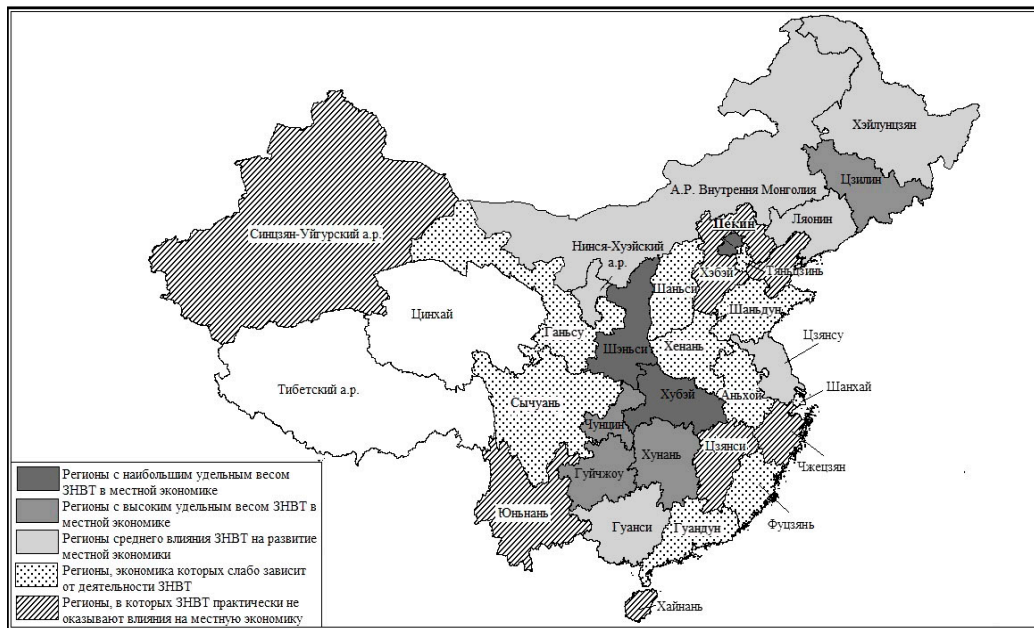 Хэйлунцзян
Цзилин
А.Р. Внутрення Монголия
Ляонин
Пекин
Синцзян-Уйгурский а.р.
Нинся-Хуэйский
а.р.
Хэбэй
Тяньдзинь
Шаньси
Шаньдун
Цинхай
Ганьсу
Цзянсу
Шэньси
Хенань
Тибетский а.р.
Сычуань
Хубэй
Аньхой
Шанхай
Чунцин
Цзянси
Чжецзян
Гуйчжоу
Хунань
Юньнань
Гуанси
Гуандун
Фуцзянь
Хайнань
Регионы с наибольшим удельным весом
ЗНВТ в местной экономике
Регионы с высоким удельным весом ЗНВТ в
местной экономике
Регионы среднего влияния ЗНВТ на развитие
местной экономики
Регионы, экономика которых слабо зависит
от деятельности ЗНВТ
Регионы, в которых ЗНВТ практически не
оказывают влияния на местную экономику